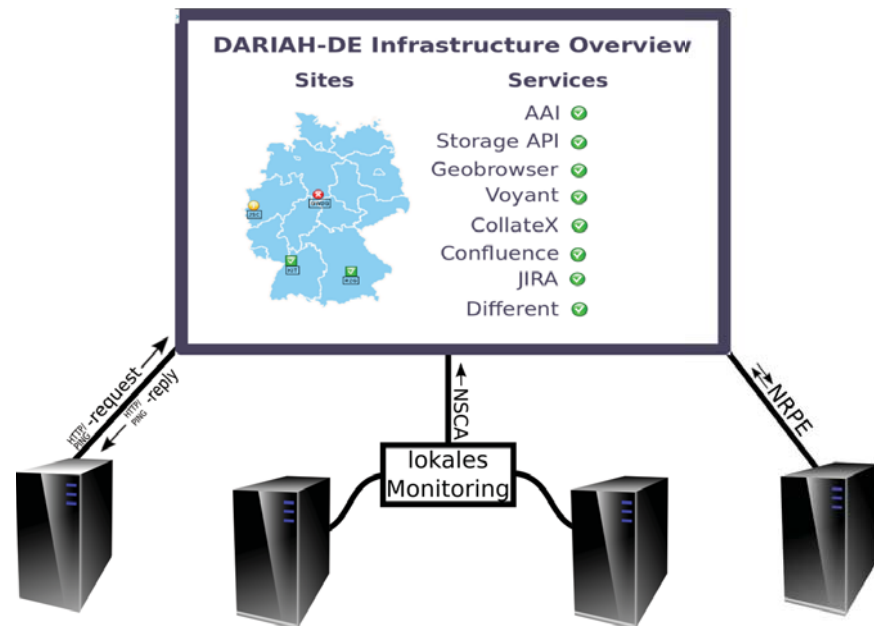 DARIAH-DE Infrastructure Overview
Sites
Services
AAI
Storage API
Geobrowser
Voyant
CollateX
Confluence
JIRA
Different
HTTP/
PING -request
HTTP/
PING -reply
NSCA
NRPE
lokales
Monitoring